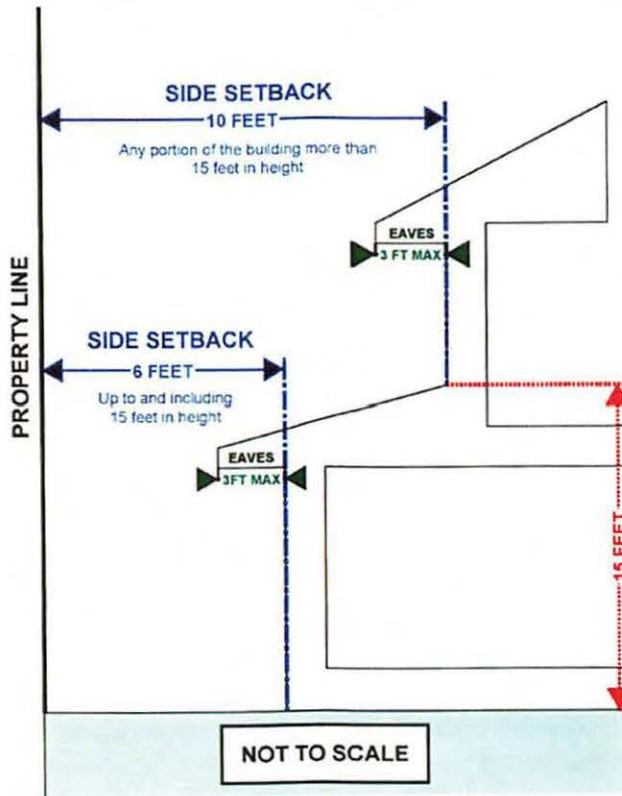 SIDE SETBACK
10 FEET
Any portion of the building more than
15 feet in height
EAVES
3 FT MAX
PROPERTY LINE
SIDE SETBACK
6 FEET
Up to and including
15 feet in height
EAVES
3FT MAX
15 FEET
NOT TO SCALE